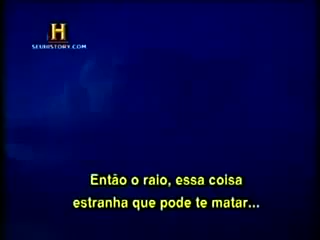 H
SEUHISTORY.COM
Então o raio, essa coisa
estranha que pode te matar...